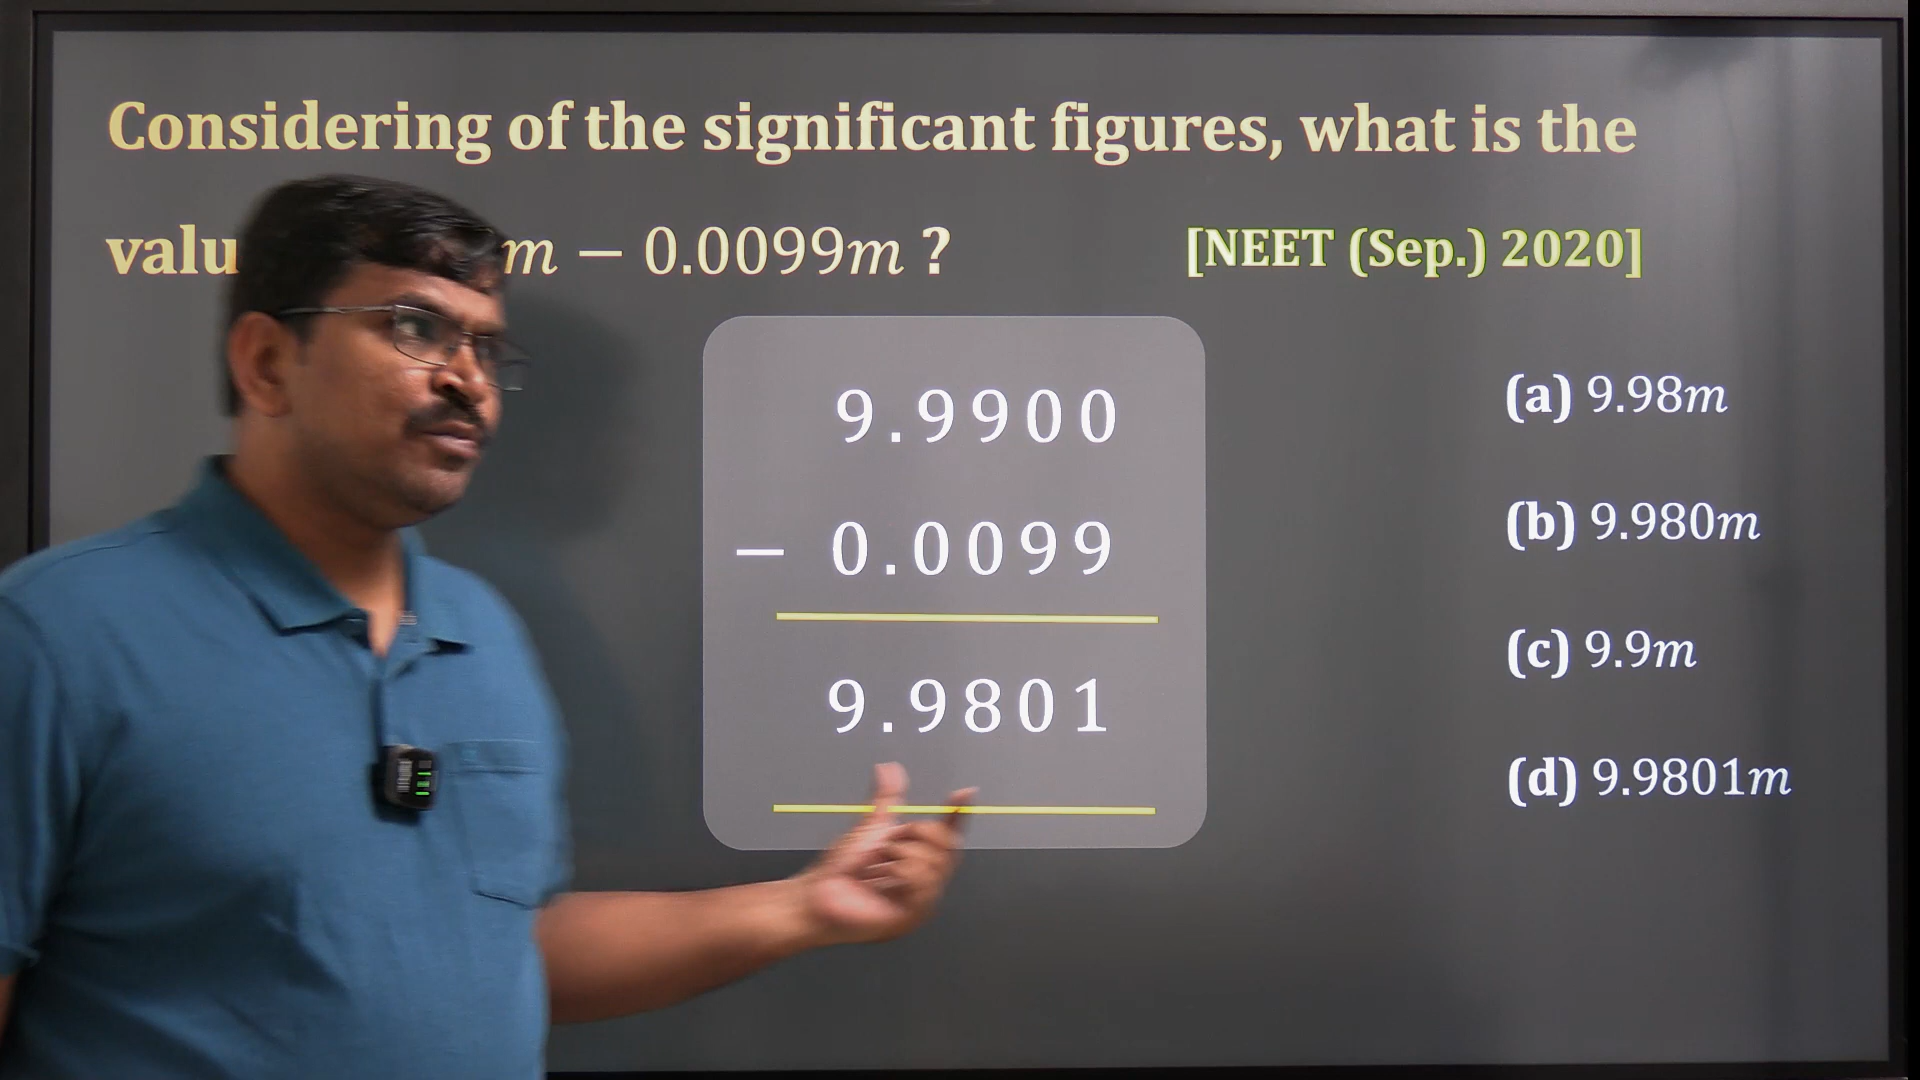 Considering of the significant figures, what is the
valu m − 0.0099m ? [NEET (Sep.) 2020]
9.9900
− 0.0099
9.9801
(a) 9.98m
(b) 9.980m
(c) 9.9m
(d) 9.9801m